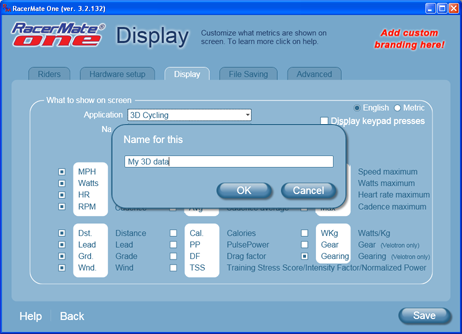 RacerMate One (ver. 3.2.132)
RacerMate® one
Display
Customize what metrics are shown on
screen. To learn more click on help.
Add custom
branding here!
Riders
Hardware setup
Display
File Saving
Advanced
What to show on screen
English
Metric
Application
3D Cycling
Display keypad presses
Na
Name for this
My 3D data
OK
Cancel
MPH
Speed maximum
Watts
Watts maximum
HR
Heart rate maximum
RPM
Cadence
Avg
Cadence average
Max
Cadence maximum
Dst.
Distance
Cal.
Calories
WKg
Watts/Kg
Lead
Lead
PP
PulsePower
Gear
Gear (Velotron only)
Grd.
Grade
DF
Drag factor
Gearing
Gearing (Velotron only)
Wnd.
Wind
TSS
Training Stress Score/Intensity Factor/Normalized Power
Help
Back
Save